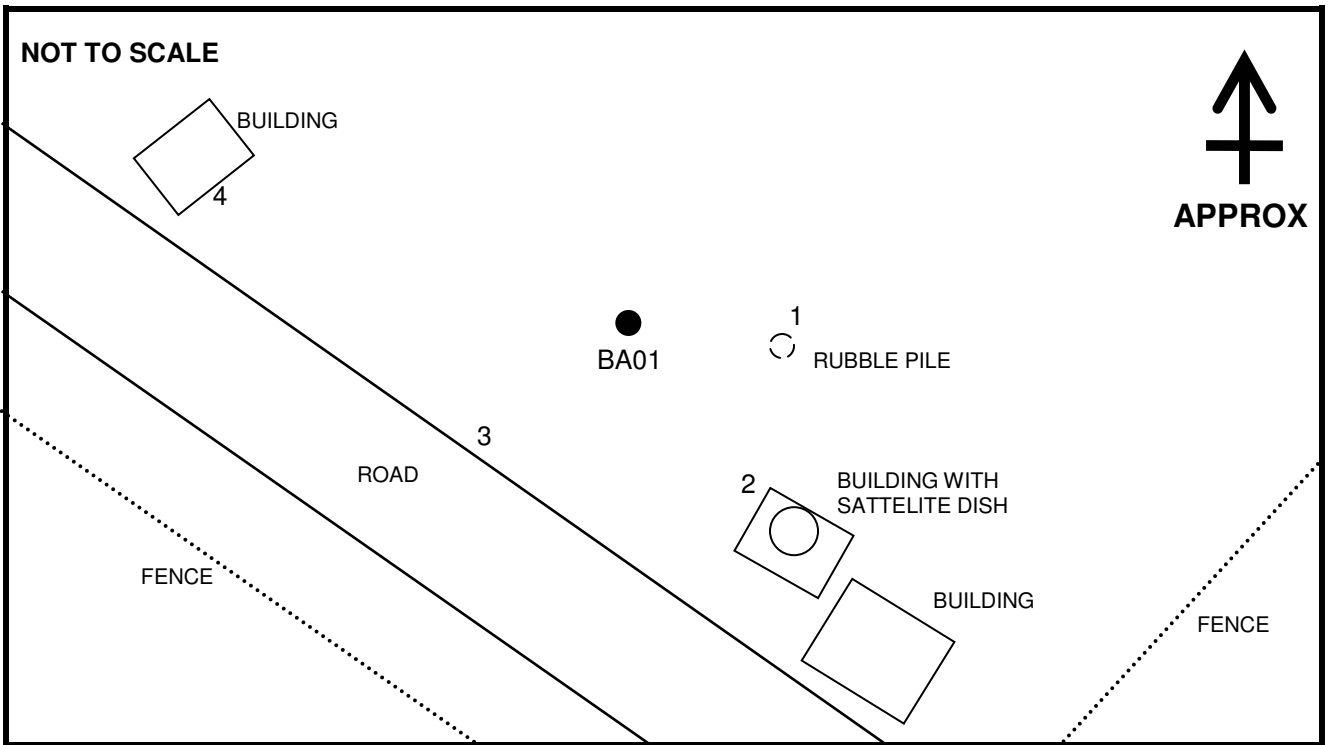 NOT TO SCALE
BUILDING
4
APPROX
1
BA01
RUBBLE PILE
3
ROAD
2
BUILDING WITH
SATTELITE DISH
FENCE
BUILDING
FENCE